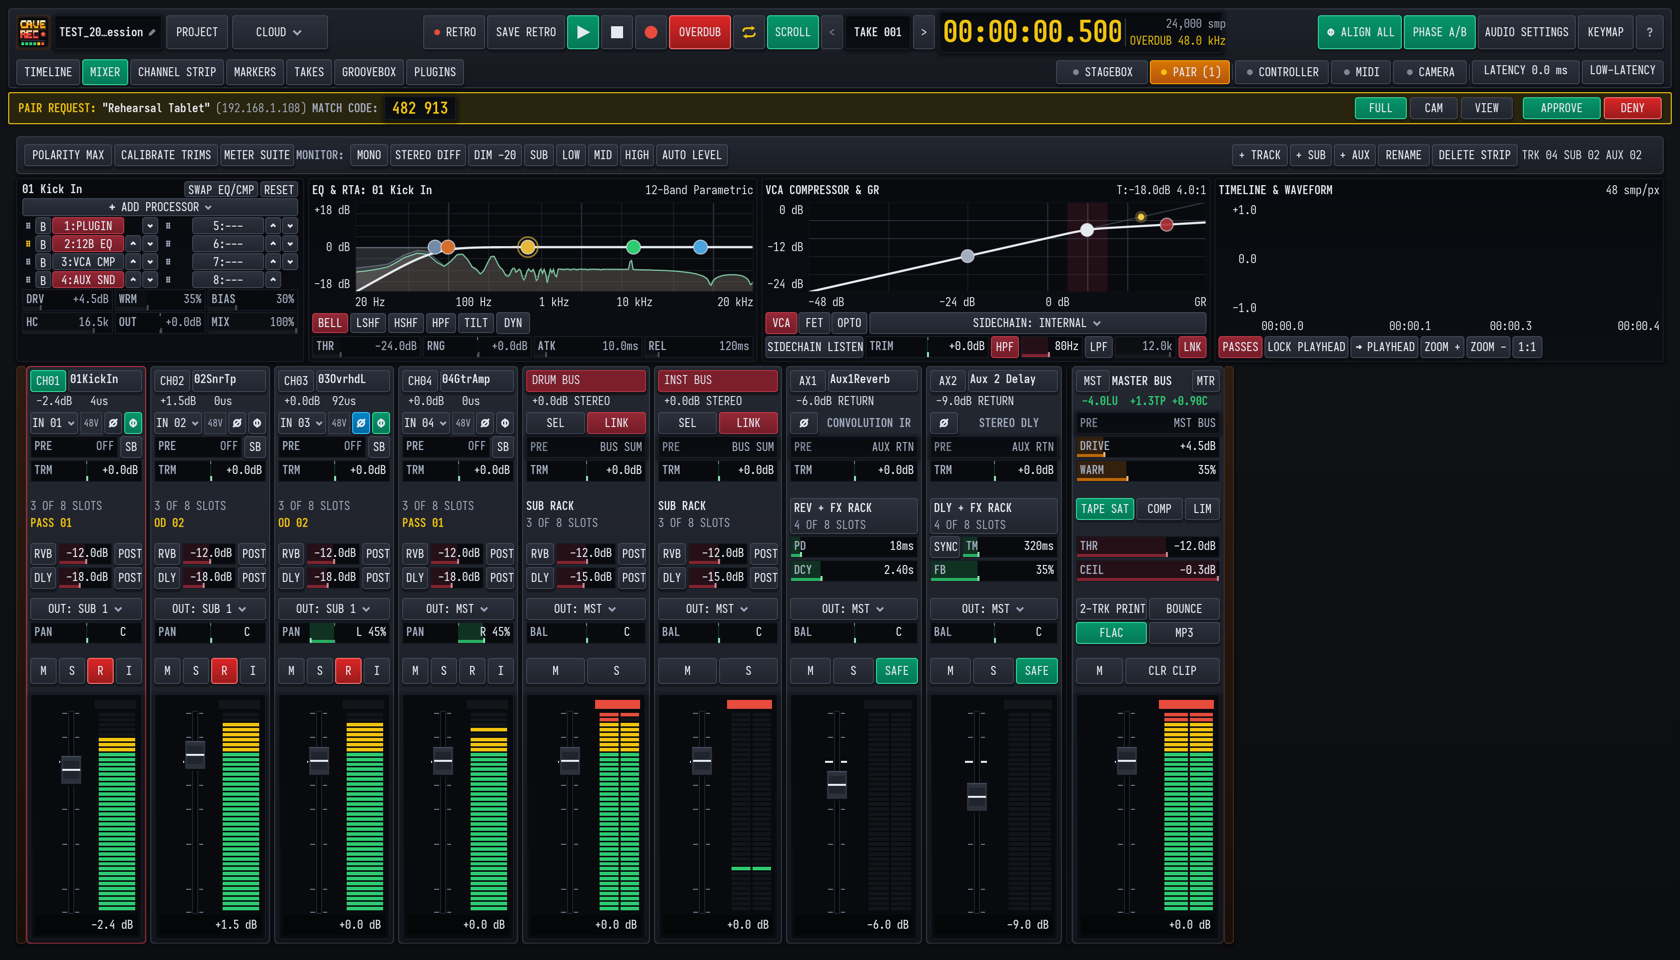 CAVE REC TEST_20…ession PROJECT CLOUD RETRO SAVE RETRO OVERDUB SCROLL < TAKE 001 > 00:00:00.500 24,000 smp OVERDUB 48.0 kHz Φ ALIGN ALL PHASE A/B AUDIO SETTINGS KEYMAP ?
TIMELINE MIXER CHANNEL STRIP MARKERS TAKES GROOVEBOX PLUGINS STAGEBOX PAIR (1) CONTROLLER MIDI CAMERA LATENCY 0.0 ms LOW-LATENCY
PAIR REQUEST: "Rehearsal Tablet" (192.168.1.108) MATCH CODE: 482 913 FULL CAM VIEW APPROVE DENY
POLARITY MAX CALIBRATE TRIMS METER SUITE MONITOR: MONO STEREO DIFF DIM -20 SUB LOW MID HIGH AUTO LEVEL + TRACK + SUB + AUX RENAME DELETE STRIP TRK 04 SUB 02 AUX 02
01 Kick In SWAP EQ/CMP RESET
+ ADD PROCESSOR
B 1:PLUGIN 5:---
B 2:12B EQ 6:---
B 3:VCA CMP 7:---
B 4:AUX SND 8:---
DRV +4.5dB WRM 35% BIAS 30%
HC 16.5k OUT +0.0dB MIX 100%
EQ & RTA: 01 Kick In 12-Band Parametric
+18 dB
0 dB
-18 dB
20 Hz 100 Hz 1 kHz 10 kHz 20 kHz
BELL LSHF HSHF HPF TILT DYN
THR -24.0dB RNG +0.0dB ATK 10.0ms REL 120ms
VCA COMPRESSOR & GR T:-18.0dB 4.0:1
0 dB
-12 dB
-24 dB
-48 dB -24 dB 0 dB GR
VCA FET OPTO SIDECHAIN: INTERNAL
SIDECHAIN LISTEN TRIM +0.0dB HPF 80Hz LPF 12.0k LNK
TIMELINE & WAVEFORM 48 smp/px
+1.0
0.0
-1.0
00:00.0 00:00.1 00:00.3 00:00.4
PASSES LOCK PLAYHEAD → PLAYHEAD ZOOM + ZOOM - 1:1
CH01 01KickIn
-2.4dB 4us
IN 01 48V Ø Φ
PRE OFF SB
TRM +0.0dB
3 OF 8 SLOTS
PASS 01
RVB -12.0dB POST
DLY -18.0dB POST
OUT: SUB 1
PAN C
M S R I
-2.4 dB
CH02 02SnrTp
+1.5dB 0us
IN 02 48V Ø Φ
PRE OFF SB
TRM +0.0dB
3 OF 8 SLOTS
OD 02
RVB -12.0dB POST
DLY -18.0dB POST
OUT: SUB 1
PAN C
M S R I
+1.5 dB
CH03 03OvrhdL
+0.0dB 92us
IN 03 48V Ø Φ
PRE OFF SB
TRM +0.0dB
3 OF 8 SLOTS
OD 02
RVB -12.0dB POST
DLY -18.0dB POST
OUT: SUB 1
PAN L 45%
M S R I
+0.0 dB
CH04 04GtrAmp
+0.0dB 0us
IN 04 48V Ø Φ
PRE OFF SB
TRM +0.0dB
3 OF 8 SLOTS
PASS 01
RVB -12.0dB POST
DLY -18.0dB POST
OUT: MST
PAN R 45%
M S R I
+0.0 dB
DRUM BUS
+0.0dB STEREO
SEL LINK
PRE BUS SUM
TRM +0.0dB
SUB RACK
3 OF 8 SLOTS
RVB -12.0dB POST
DLY -15.0dB POST
OUT: MST
BAL C
M S
+0.0 dB
INST BUS
+0.0dB STEREO
SEL LINK
PRE BUS SUM
TRM +0.0dB
SUB RACK
3 OF 8 SLOTS
RVB -12.0dB POST
DLY -15.0dB POST
OUT: MST
BAL C
M S
+0.0 dB
AX1 Aux1Reverb
-6.0dB RETURN
Ø CONVOLUTION IR
PRE AUX RTN
TRM +0.0dB
REV + FX RACK
4 OF 8 SLOTS
PD 18ms
DCY 2.40s
OUT: MST
BAL C
M S SAFE
-6.0 dB
AX2 Aux 2 Delay
-9.0dB RETURN
Ø STEREO DLY
PRE AUX RTN
TRM +0.0dB
DLY + FX RACK
4 OF 8 SLOTS
SYNC TM 320ms
FB 35%
OUT: MST
BAL C
M S SAFE
-9.0 dB
MST MASTER BUS MTR
-4.0LU +1.3TP +0.90C
PRE MST BUS
DRIVE +4.5dB
WARM 35%
TAPE SAT COMP LIM
THR -12.0dB
CEIL -0.3dB
2-TRK PRINT BOUNCE
FLAC MP3
M CLR CLIP
+0.0 dB